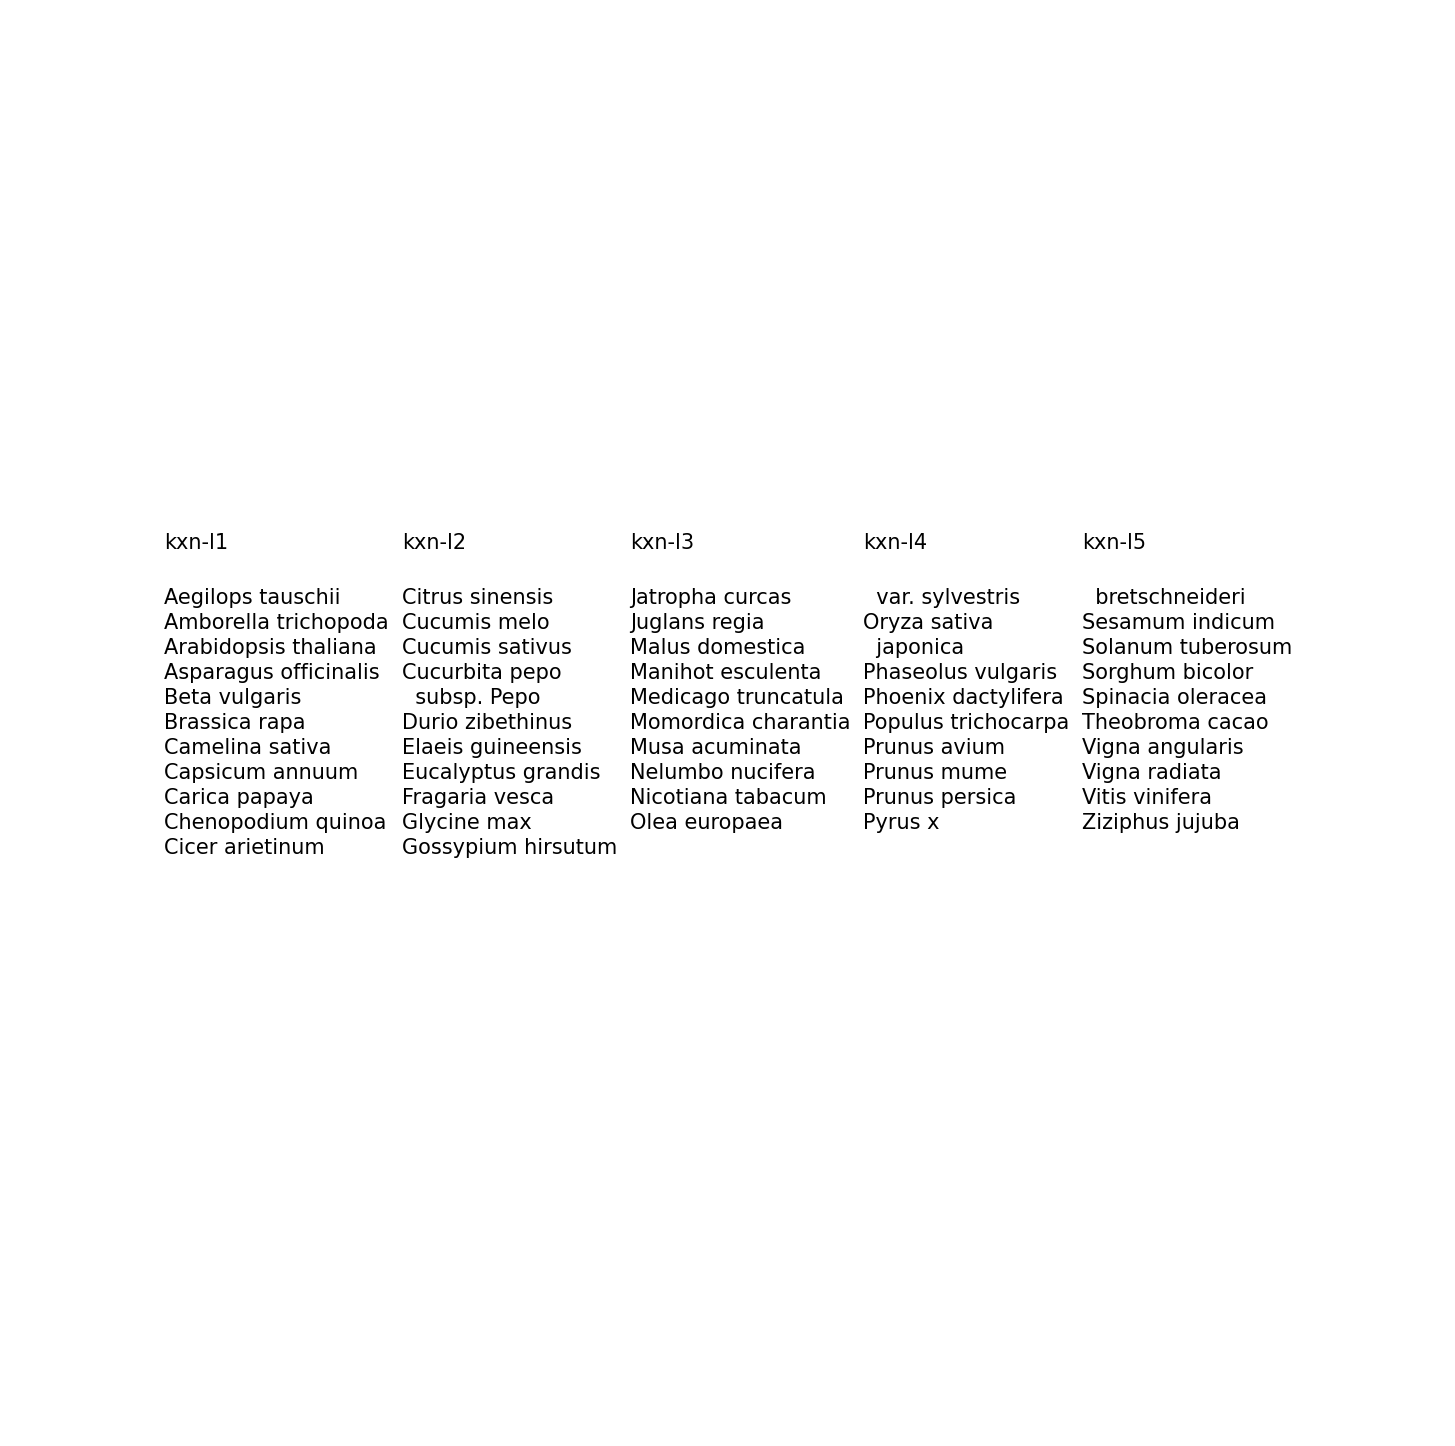 kxn-l1
Aegilops tauschii
Amborella trichopoda
Arabidopsis thaliana
Asparagus officinalis
Beta vulgaris
Brassica rapa
Camelina sativa
Capsicum annuum
Carica papaya
Chenopodium quinoa
Cicer arietinum
kxn-l2
Citrus sinensis
Cucumis melo
Cucumis sativus
Cucurbita pepo
subsp. Pepo
Durio zibethinus
Elaeis guineensis
Eucalyptus grandis
Fragaria vesca
Glycine max
Gossypium hirsutum
kxn-l3
Jatropha curcas
Juglans regia
Malus domestica
Manihot esculenta
Medicago truncatula
Momordica charantia
Musa acuminata
Nelumbo nucifera
Nicotiana tabacum
Olea europaea
kxn-l4
var. sylvestris
Oryza sativa
japonica
Phaseolus vulgaris
Phoenix dactylifera
Populus trichocarpa
Prunus avium
Prunus mume
Prunus persica
Pyrus x
kxn-l5
bretschneideri
Sesamum indicum
Solanum tuberosum
Sorghum bicolor
Spinacia oleracea
Theobroma cacao
Vigna angularis
Vigna radiata
Vitis vinifera
Ziziphus jujuba